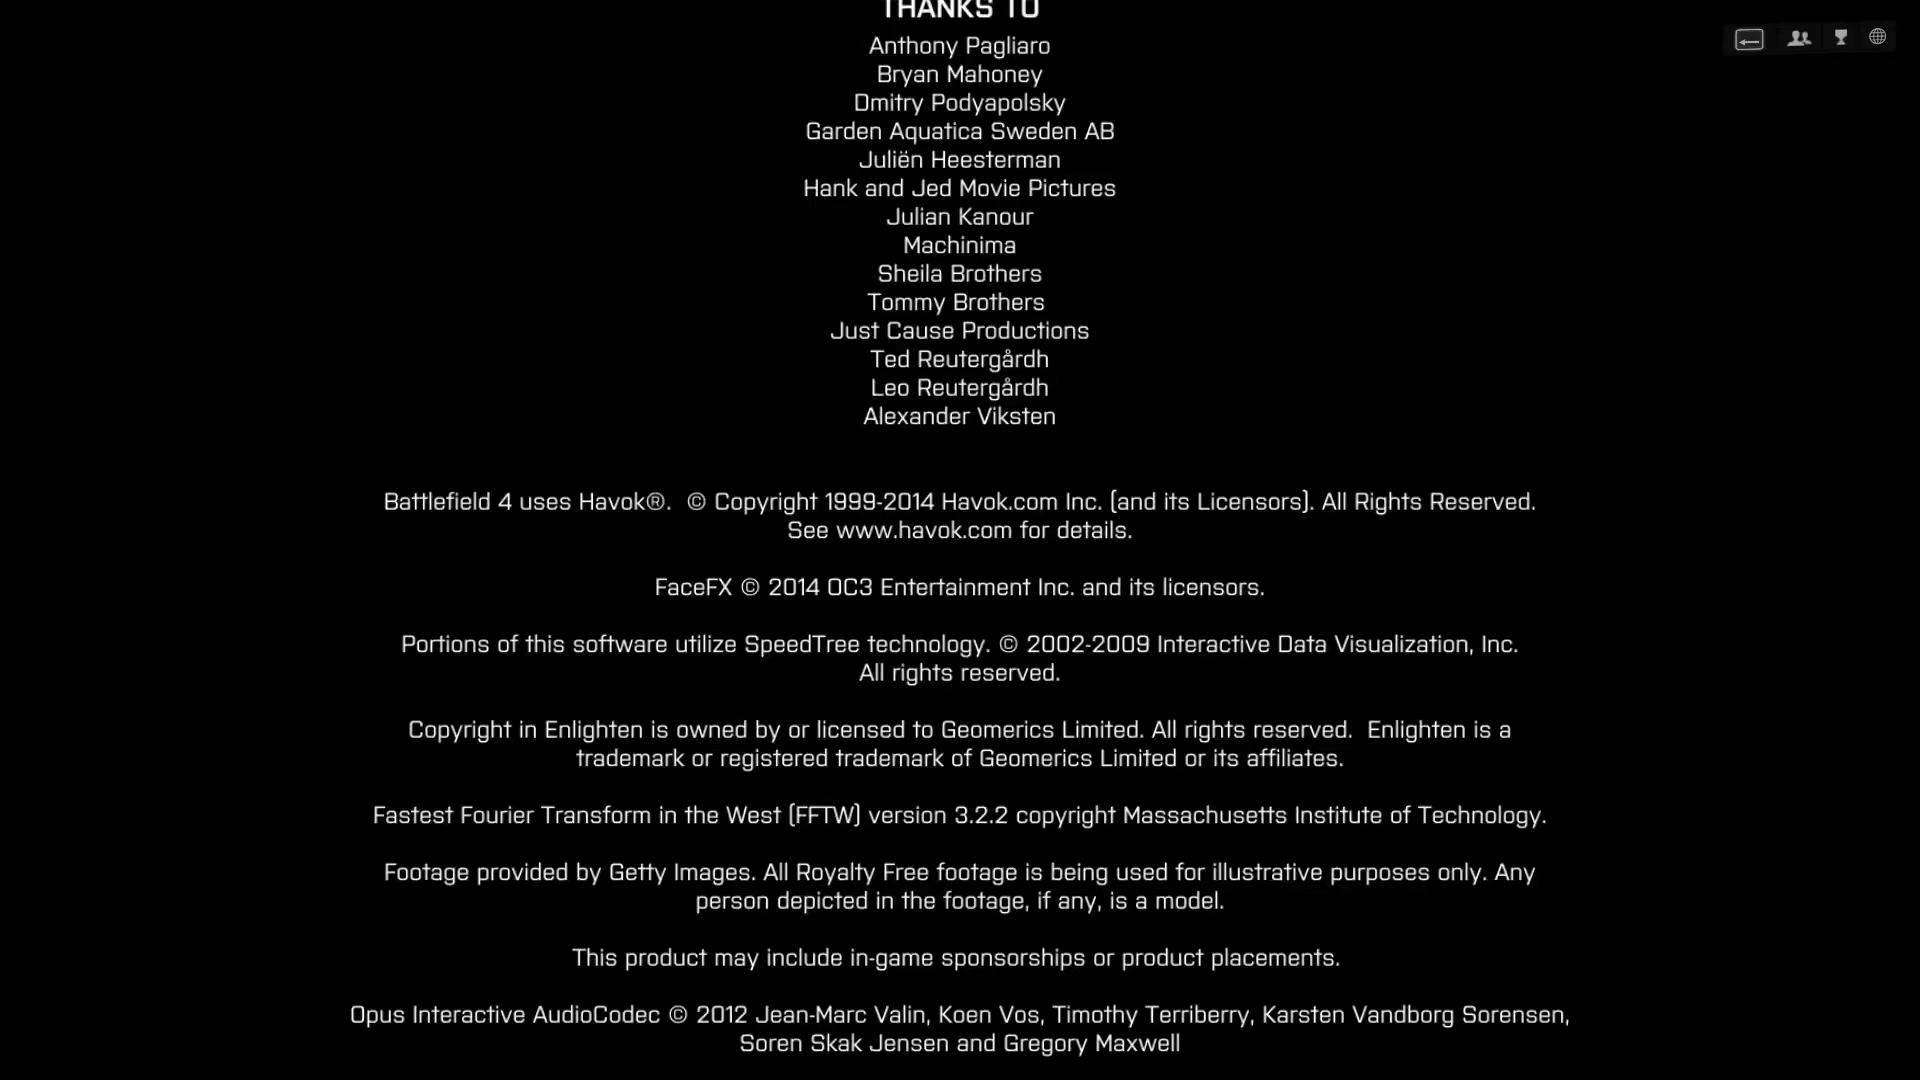 THANKS TO
Anthony Pagliaro
Bryan Mahoney
Dmitry Podyapolsky
Garden Aquatica Sweden AB
Juliën Heesterman
Hank and Jed Movie Pictures
Julian Kanour
Machinima
Sheila Brothers
Tommy Brothers
Just Cause Productions
Ted Reutergårdh
Leo Reutergårdh
Alexander Viksten
Battlefield 4 uses Havok®.  © Copyright 1999-2014 Havok.com Inc. (and its Licensors). All Rights Reserved.
See www.havok.com for details.
FaceFX © 2014 OC3 Entertainment Inc. and its licensors.
Portions of this software utilize SpeedTree technology. © 2002-2009 Interactive Data Visualization, Inc.
All rights reserved.
Copyright in Enlighten is owned by or licensed to Geomerics Limited. All rights reserved.  Enlighten is a
trademark or registered trademark of Geomerics Limited or its affiliates.
Fastest Fourier Transform in the West (FFTW) version 3.2.2 copyright Massachusetts Institute of Technology.
Footage provided by Getty Images. All Royalty Free footage is being used for illustrative purposes only. Any
person depicted in the footage, if any, is a model.
This product may include in-game sponsorships or product placements.
Opus Interactive AudioCodec © 2012 Jean-Marc Valin, Koen Vos, Timothy Terriberry, Karsten Vandborg Sorensen,
Soren Skak Jensen and Gregory Maxwell